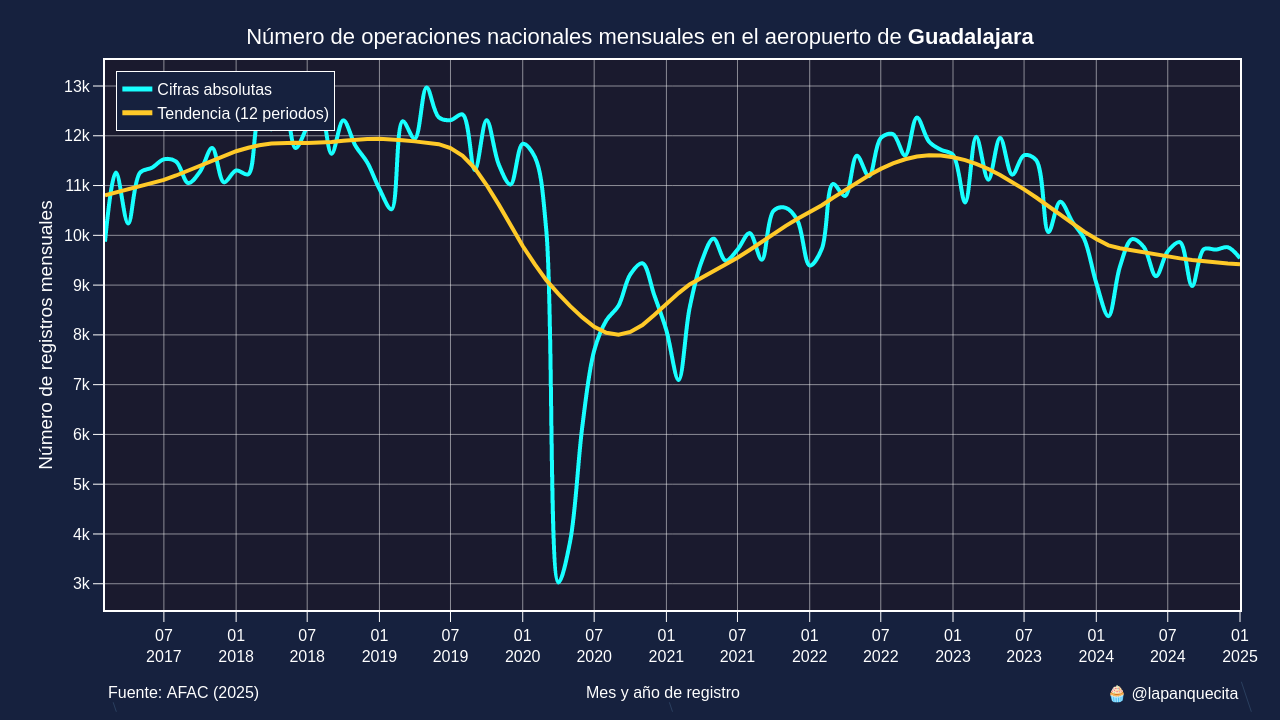 Número de operaciones nacionales mensuales en el aeropuerto de Guadalajara
Cifras absolutas
Tendencia (12 periodos)
Número de registros mensuales
13k
12k
11k
10k
9k
8k
7k
6k
5k
4k
3k
07 01 07 01 07 01 07 01 07 01 07 01 07 01 07 01
2017 2018 2018 2019 2019 2020 2020 2021 2021 2022 2022 2023 2023 2024 2024 2025
Fuente: AFAC (2025) Mes y año de registro 🧁 @lapanquecita